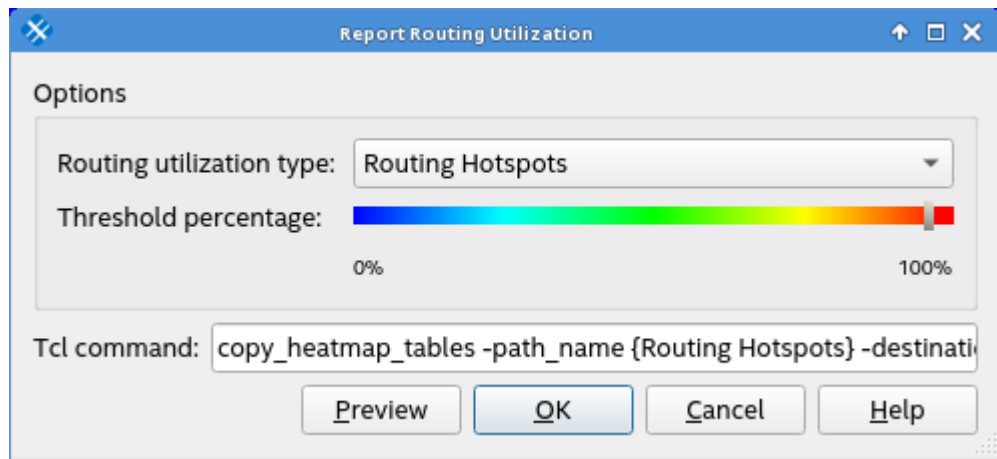 Report Routing Utilization
Options
Routing utilization type: Routing Hotspots
Threshold percentage:
0% 100%
Tcl command: copy_heatmap_tables -path_name {Routing Hotspots} -destinati
Preview OK Cancel Help